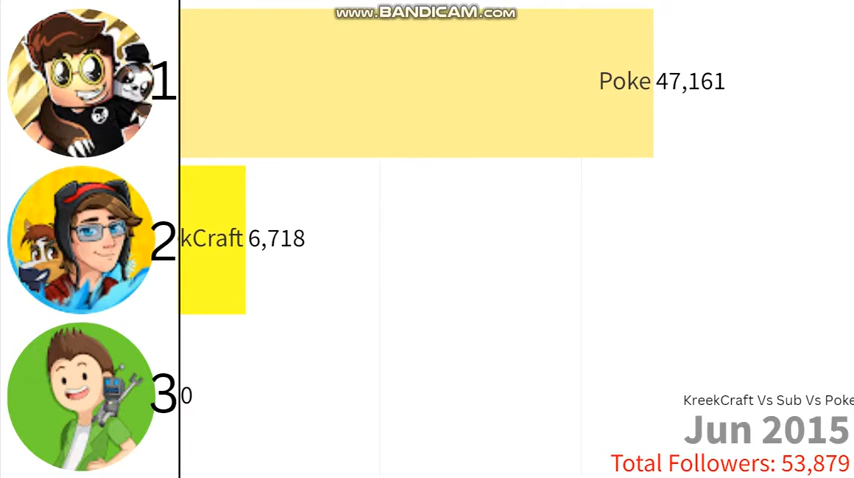 www.BANDICAM.com
1
Poke 47,161
2
kCraft 6,718
3
0
KreekCraft Vs Sub Vs Poke
Jun 2015
Total Followers: 53,879